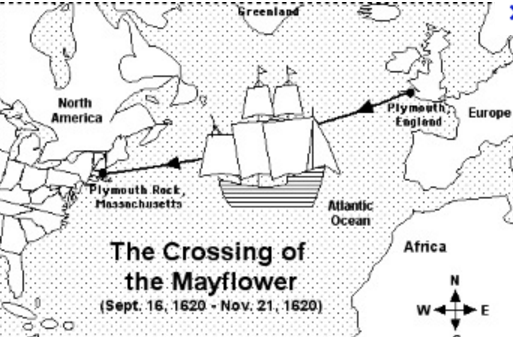 Greenland
North
America
Plymouth,
England
Europe
Plymouth Rock,
Massachusetts
Atlantic
Ocean
Africa
The Crossing of
the Mayflower
(Sept. 16, 1620 - Nov. 21, 1620)
N
W E